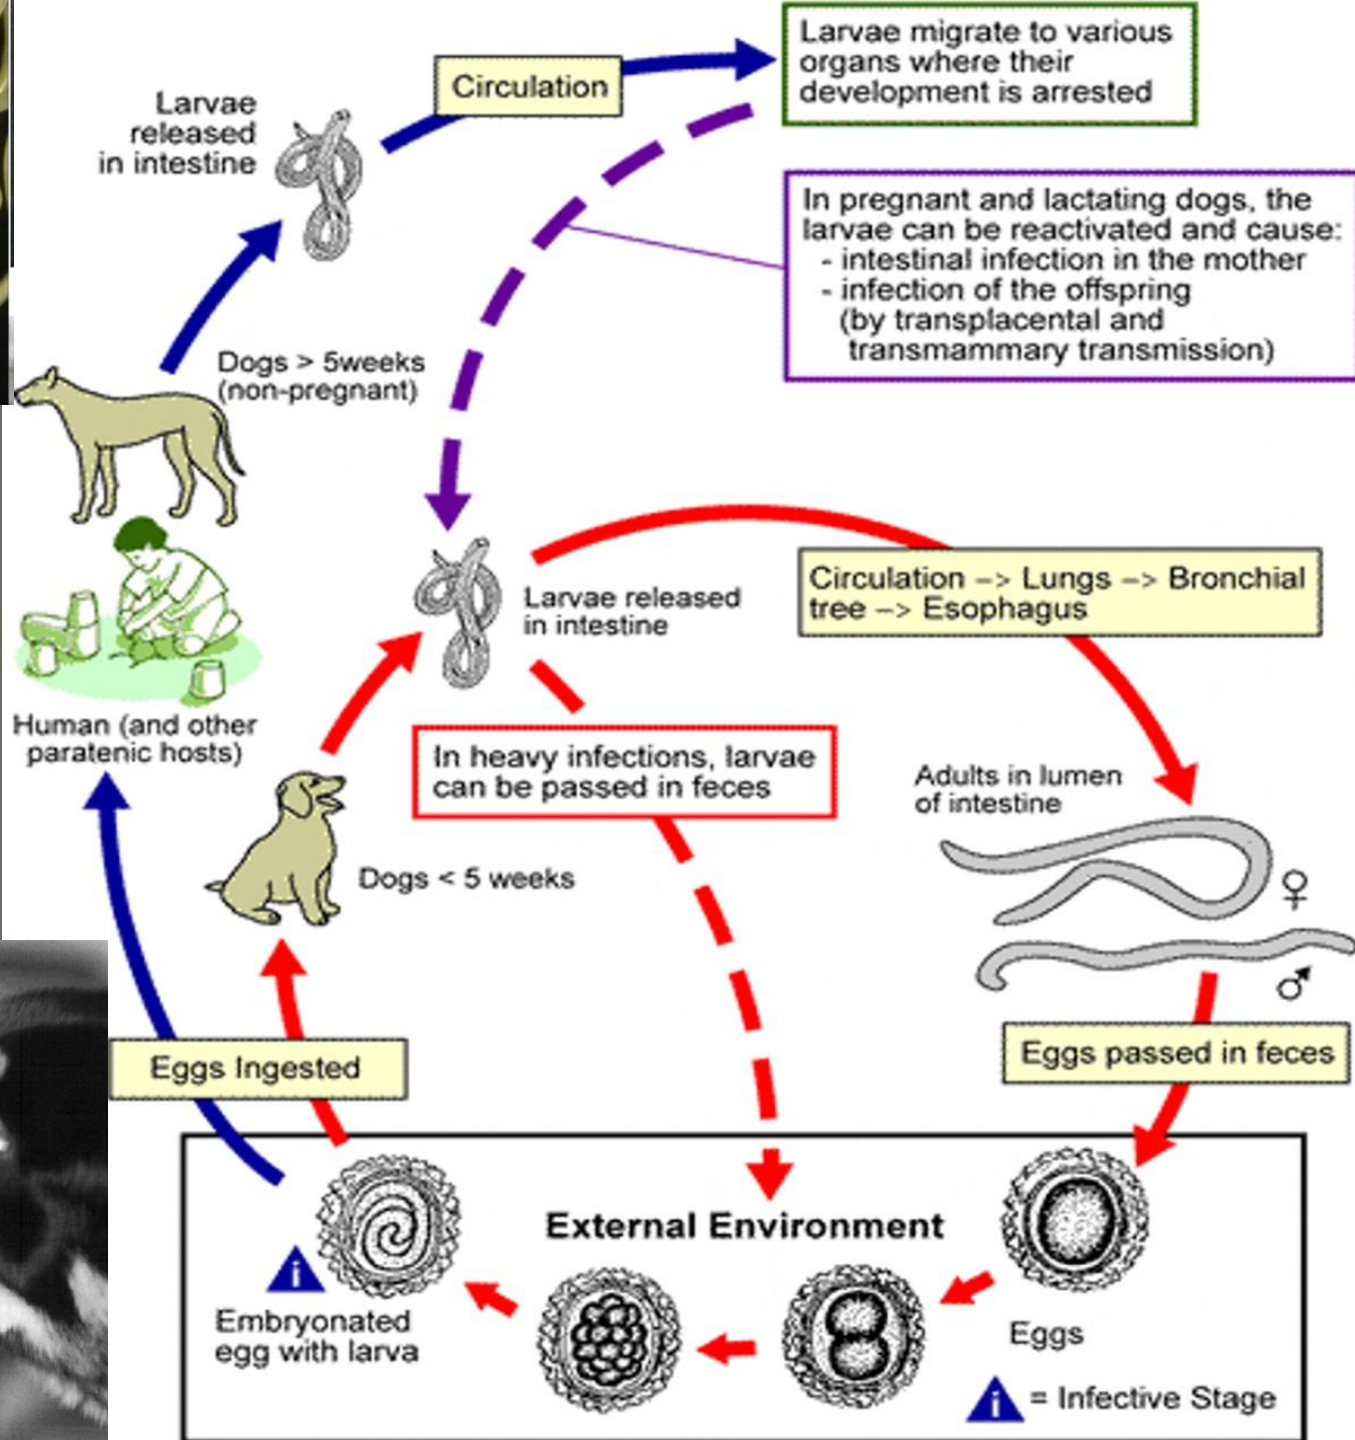 Circulation
Larvae migrate to various
organs where their
development is arrested
Larvae
released
in intestine
In pregnant and lactating dogs, the
larvae can be reactivated and cause:
- intestinal infection in the mother
- infection of the offspring
(by transplacental and
transmammary transmission)
Dogs > 5weeks
(non-pregnant)
Circulation –> Lungs –> Bronchial
tree –> Esophagus
Larvae released
in intestine
Human (and other
paratenic hosts)
In heavy infections, larvae
can be passed in feces
Adults in lumen
of intestine
♀
Dogs < 5 weeks
♂
Eggs Ingested
Eggs passed in feces
External Environment
i
Embryonated
egg with larva
Eggs
i = Infective Stage